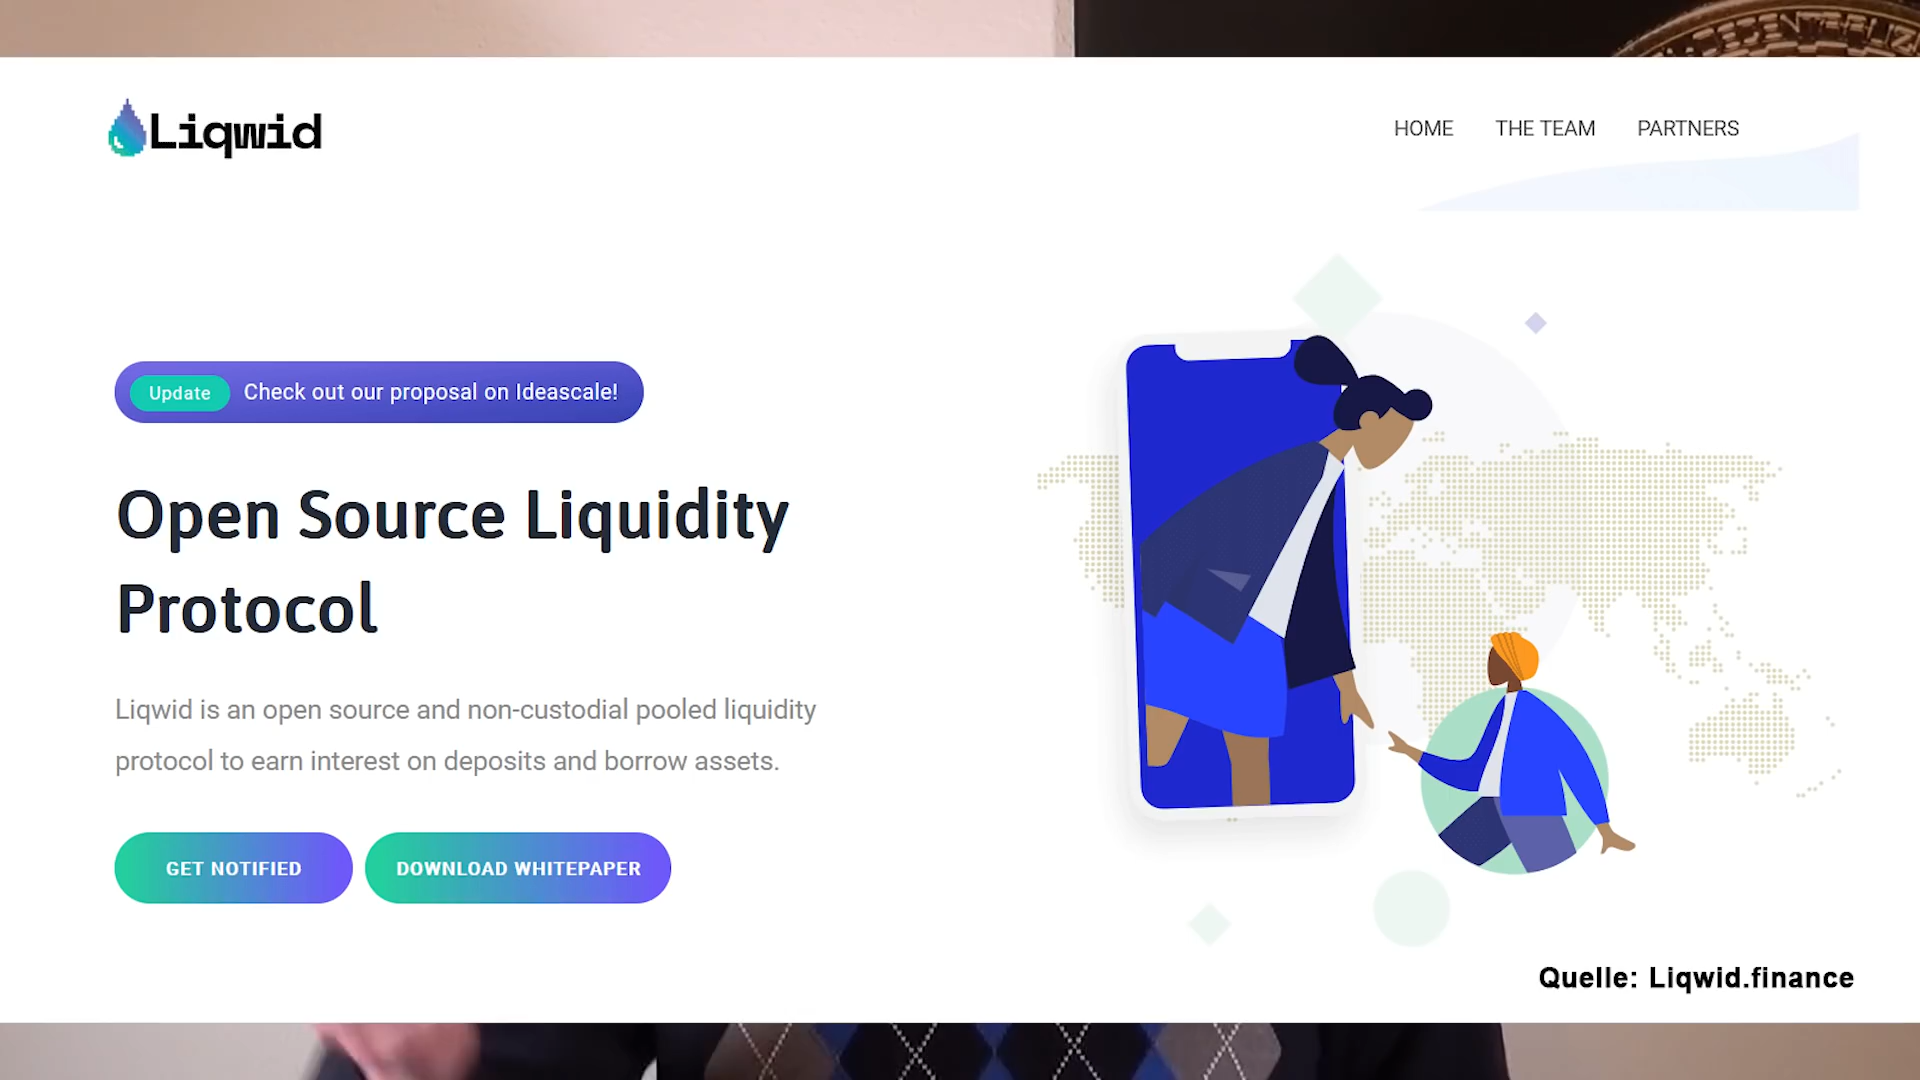 Liqwid
HOME THE TEAM PARTNERS
Update Check out our proposal on Ideascale!
Open Source Liquidity
Protocol
Liqwid is an open source and non-custodial pooled liquidity
protocol to earn interest on deposits and borrow assets.
GET NOTIFIED DOWNLOAD WHITEPAPER
Quelle: Liqwid.finance